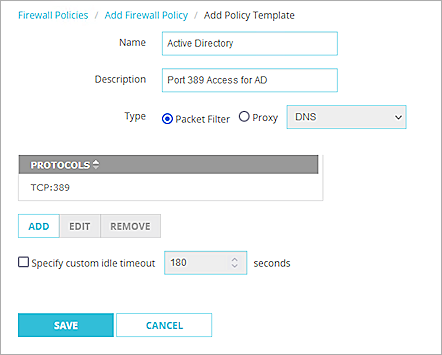 Firewall Policies / Add Firewall Policy / Add Policy Template
Name Active Directory
Description Port 389 Access for AD
Type Packet Filter Proxy DNS
PROTOCOLS
TCP:389
ADD EDIT REMOVE
Specify custom idle timeout 180 seconds
SAVE CANCEL